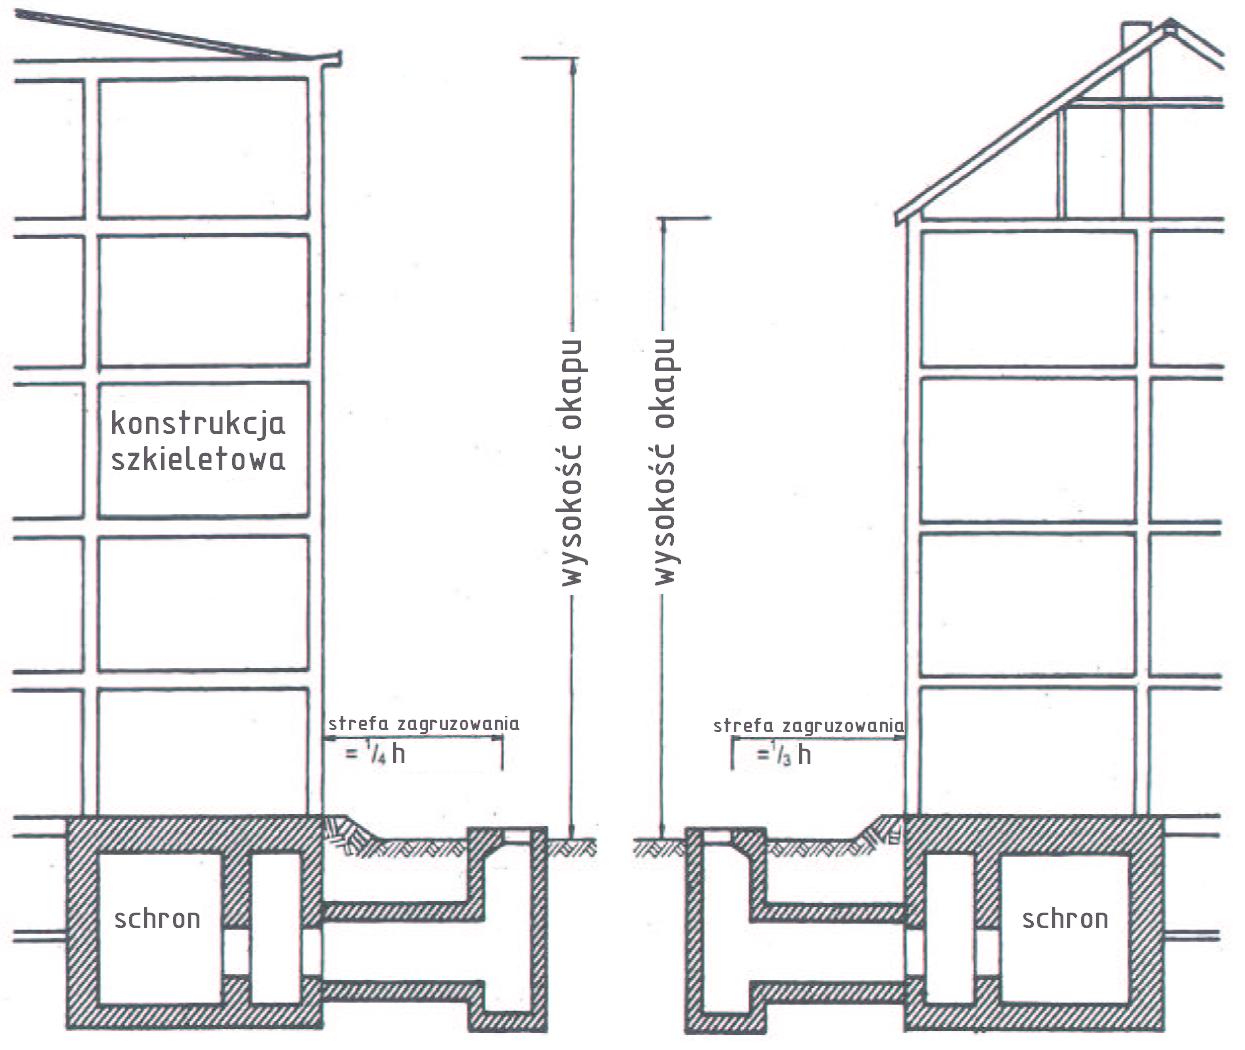 konstrukcja
szkieletowa
wysokość okapu
wysokość okapu
strefa zagruzowania
= 1/4 h
strefa zagruzowania
=1/3 h
schron
schron